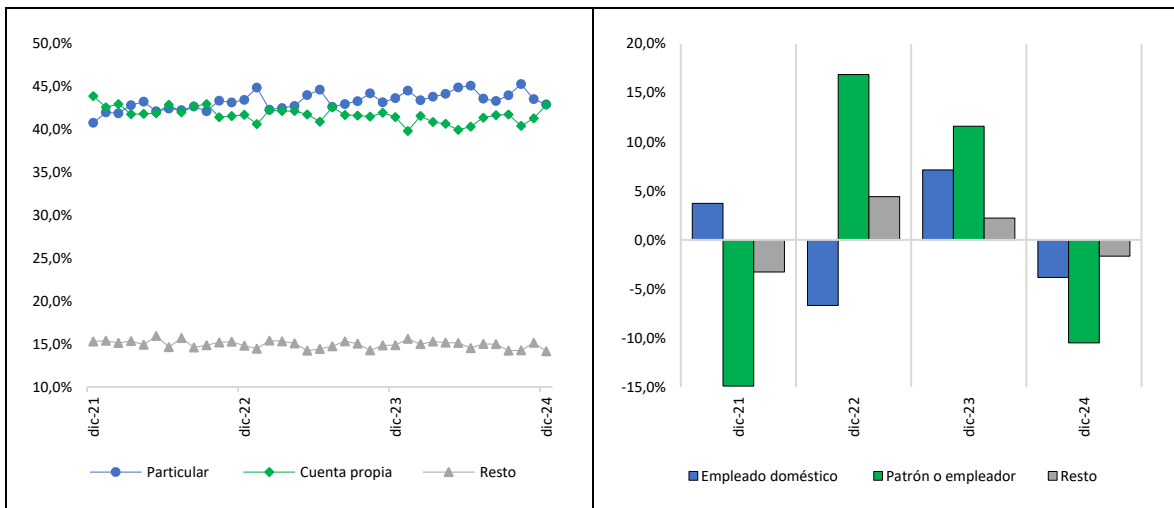 50,0%
45,0%
40,0%
35,0%
30,0%
25,0%
20,0%
15,0%
10,0%
dic-21
dic-22
dic-23
dic-24
Particular
Cuenta propia
Resto
20,0%
15,0%
10,0%
5,0%
0,0%
-5,0%
-10,0%
-15,0%
dic-21
dic-22
dic-23
dic-24
Empleado doméstico
Patrón o empleador
Resto